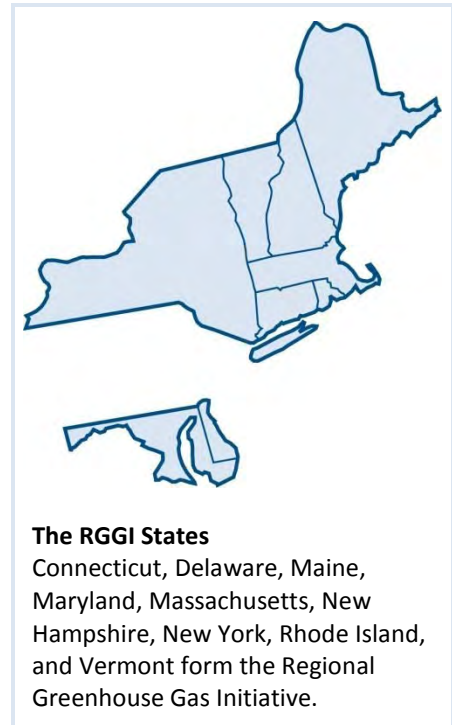 The RGGI States
Connecticut, Delaware, Maine,
Maryland, Massachusetts, New
Hampshire, New York, Rhode Island,
and Vermont form the Regional
Greenhouse Gas Initiative.